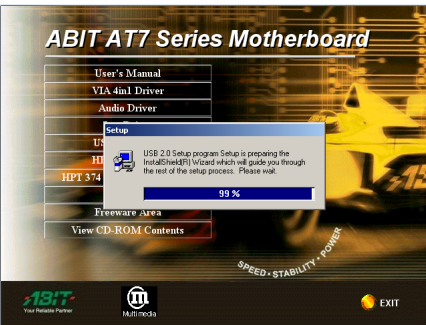 ABIT AT7 Series Motherboard
User's Manual
VIA 4in1 Driver
Audio Driver
Setup
USB 2.0 Setup program Setup is preparing the
InstallShield(R) Wizard which will guide you through
the rest of the setup process. Please wait.
99 %
HPT 374
Freeware Area
View CD-ROM Contents
SPEED • STABILITY • POWER
ABIT
Your Reliable Partner
m
Multimedia
EXIT